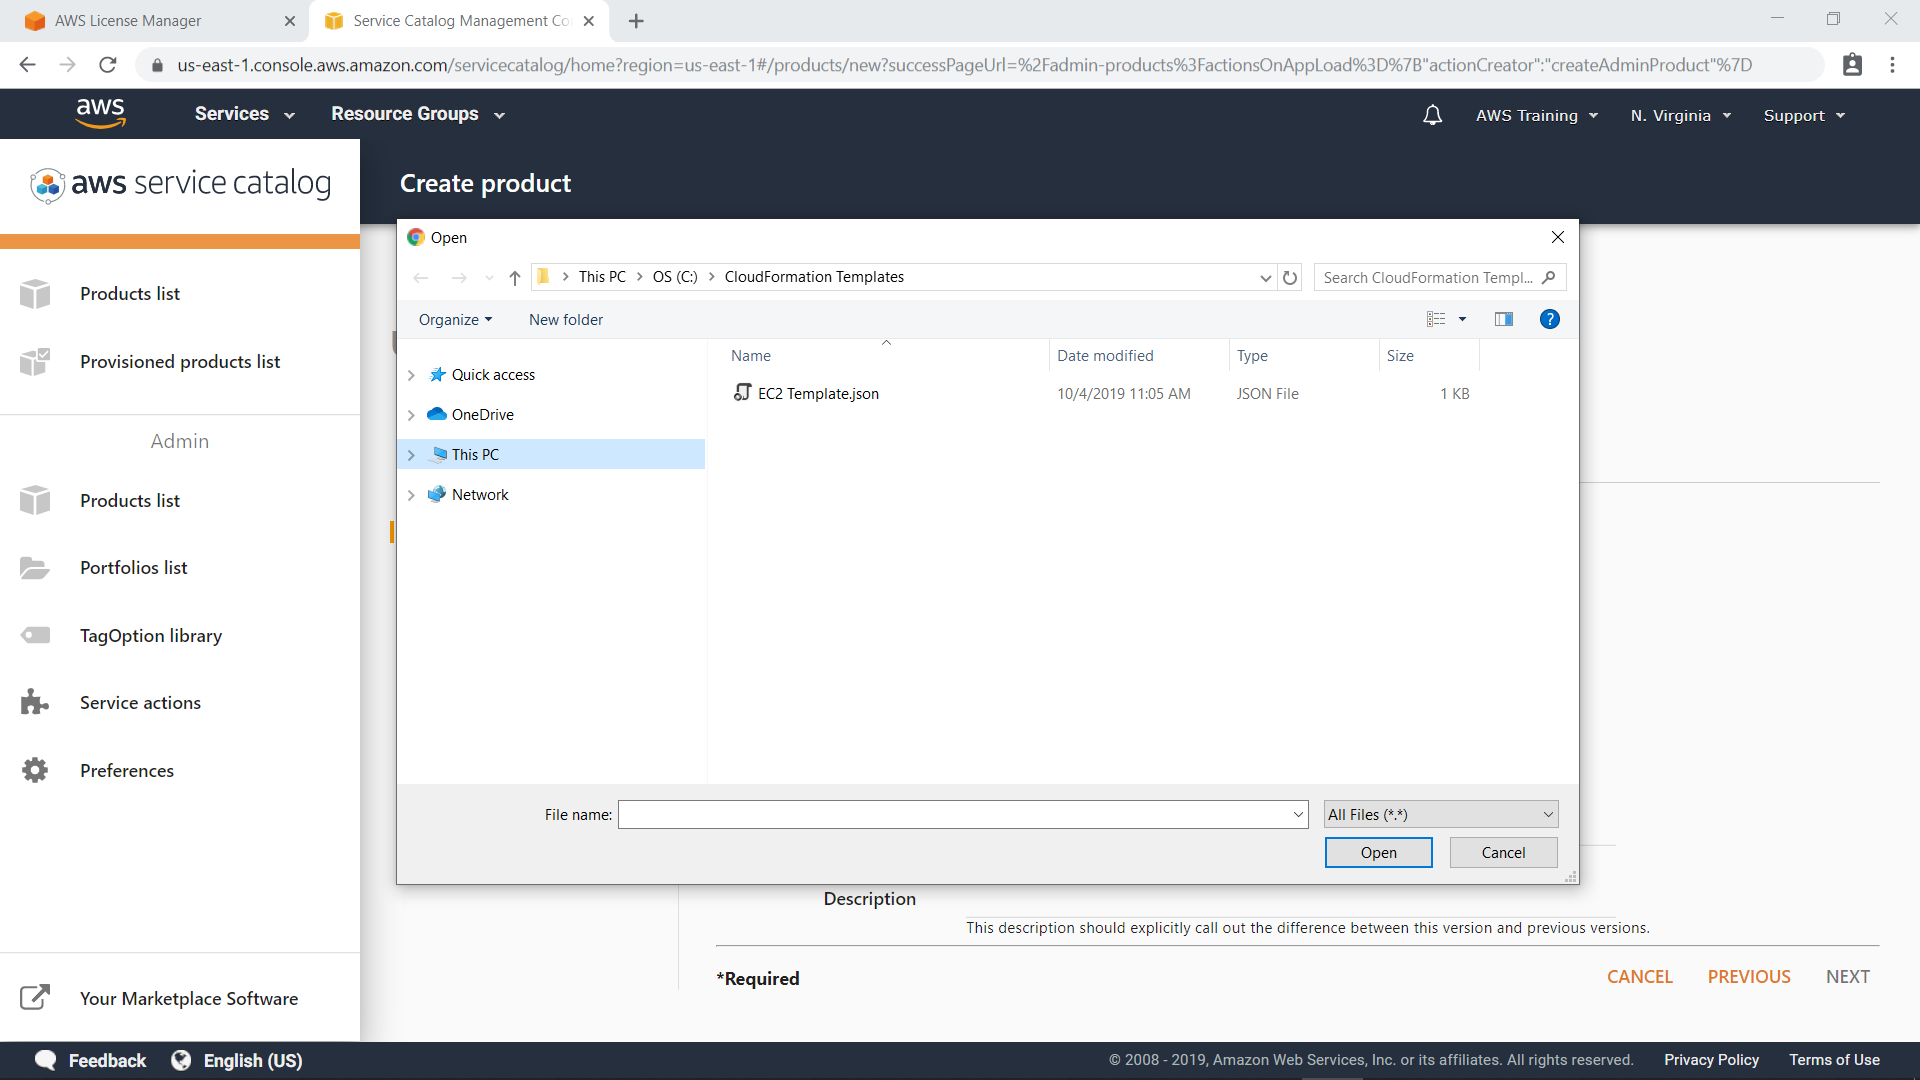 AWS License Manager
Service Catalog Management Co
us-east-1.console.aws.amazon.com/servicecatalog/home?region=us-east-1#/products/new?successPageUrl=%2Fadmin-products%3FactionsOnAppLoad%3D%7B"actionCreator":"createAdminProduct"%7D
aws
Services
Resource Groups
AWS Training
N. Virginia
Support
aws service catalog
Create product
Products list
Provisioned products list
Admin
Products list
Portfolios list
TagOption library
Service actions
Preferences
Your Marketplace Software
Open
This PC > OS (C:) > CloudFormation Templates
Search CloudFormation Templ...
Organize
New folder
?
Name
Date modified
Type
Size
Quick access
OneDrive
This PC
Network
EC2 Template.json
10/4/2019 11:05 AM
JSON File
1 KB
File name:
All Files (*.*)
Open
Cancel
Description
This description should explicitly call out the difference between this version and previous versions.
*Required
CANCEL
PREVIOUS
NEXT
Feedback
English (US)
© 2008 - 2019, Amazon Web Services, Inc. or its affiliates. All rights reserved.
Privacy Policy
Terms of Use